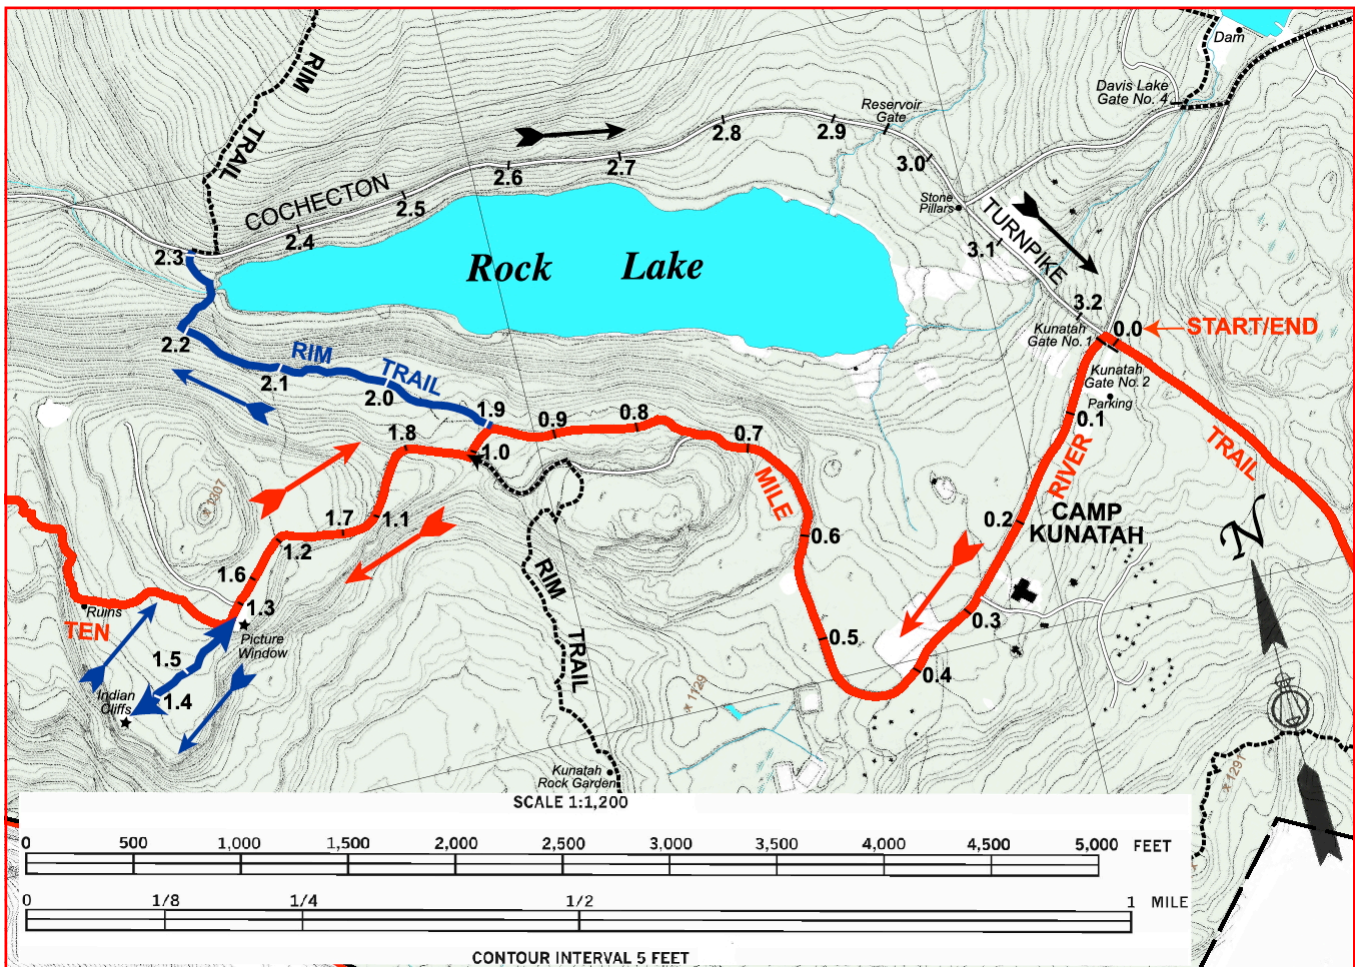 Dam
Davis Lake
Gate No. 4
RIM
TRAIL
Reservoir
Gate
2.8
2.9
3.0
2.7
2.6
2.5
2.4
2.3
COCHECTON
Stone
Pillars
TURNPIKE
3.1
3.2
Rock Lake
Kunatah
Gate No. 1
0.0
START/END
Kunatah
Gate No. 2
Parking
2.2
RIM
TRAIL
2.1
2.0
1.9
0.9
0.8
0.7
0.1
1.8
1.0
MILE
RIVER
TRAIL
x 1307
1.7
1.1
1.2
0.6
0.2
CAMP
KUNATAH
N
1.6
1.3
RIM
TRAIL
Ruins
TEN
Picture
Window
0.5
0.3
0.4
1.5
1.4
Indian
Cliffs
x 1129
Kunatah
Rock Garden
x 1291
SCALE 1:1,200
0 500 1,000 1,500 2,000 2,500 3,000 3,500 4,000 4,500 5,000 FEET
0 1/8 1/4 1/2 1 MILE
CONTOUR INTERVAL 5 FEET